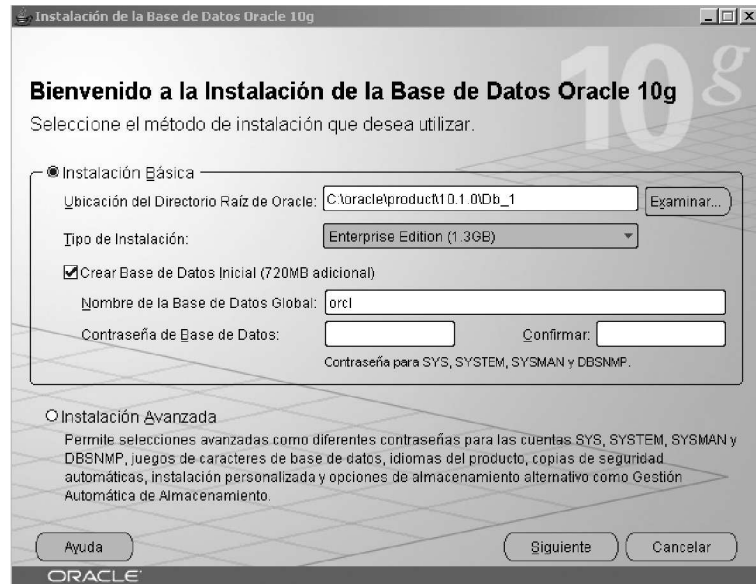 Instalación de la Base de Datos Oracle 10g
10g
Bienvenido a la Instalación de la Base de Datos Oracle 10g
Seleccione el método de instalación que desea utilizar.
Instalación Básica
Ubicación del Directorio Raíz de Oracle: C:\oracle\product\10.1.0\Db_1 Examinar...
Tipo de Instalación: Enterprise Edition (1.3GB)
Crear Base de Datos Inicial (720MB adicional)
Nombre de la Base de Datos Global: orcl
Contraseña de Base de Datos: Confirmar:
Contraseña para SYS, SYSTEM, SYSMAN y DBSNMP.
Instalación Avanzada
Permite selecciones avanzadas como diferentes contraseñas para las cuentas SYS, SYSTEM, SYSMAN y
DBSNMP, juegos de caracteres de base de datos, idiomas del producto, copias de seguridad
automáticas, instalación personalizada y opciones de almacenamiento alternativo como Gestión
Automática de Almacenamiento.
Ayuda Siguiente Cancelar
ORACLE